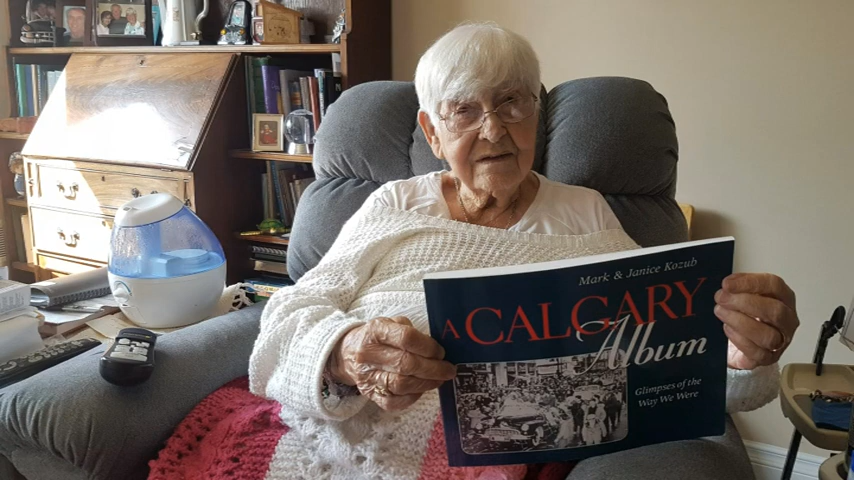 Mark & Janice Kozub
A CALGARY
Album
Glimpses of the
Way We Were